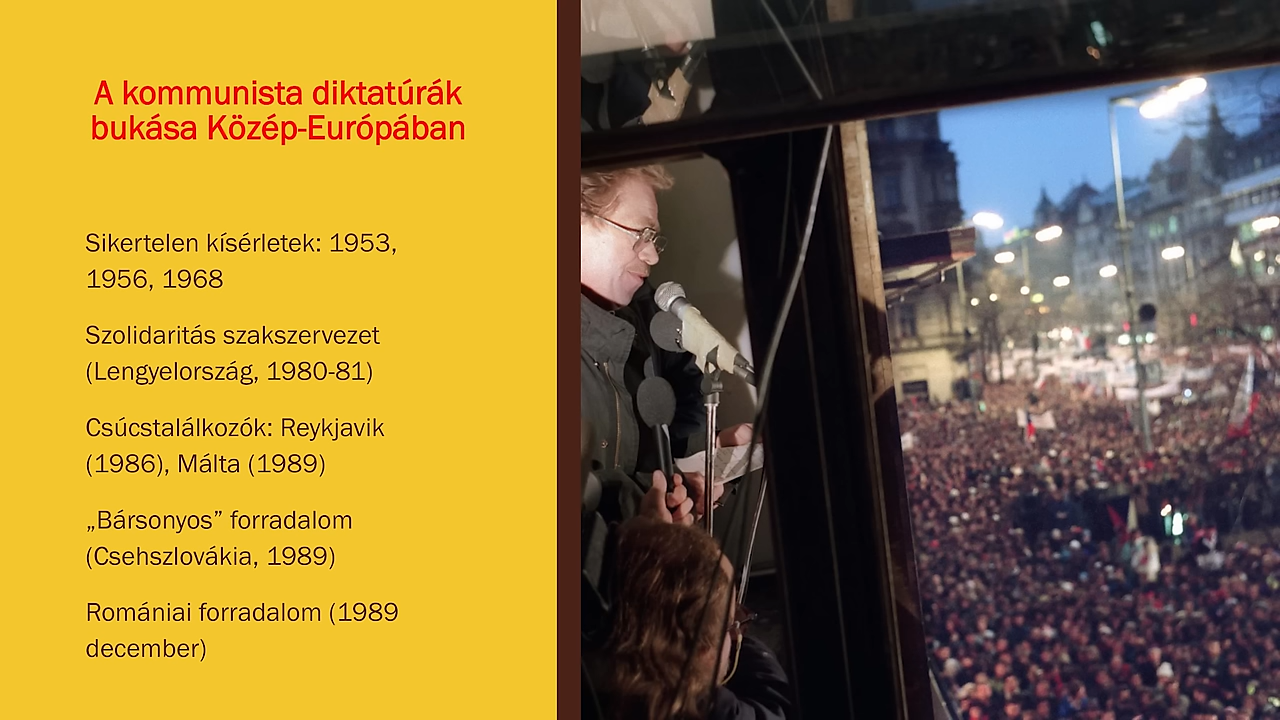 A kommunista diktatúrák
bukása Közép-Európában
Sikertelen kísérletek: 1953,
1956, 1968
Szolidaritás szakszervezet
(Lengyelország, 1980-81)
Csúcstalálkozók: Reykjavik
(1986), Málta (1989)
„Bársonyos” forradalom
(Csehszlovákia, 1989)
Romániai forradalom (1989
december)